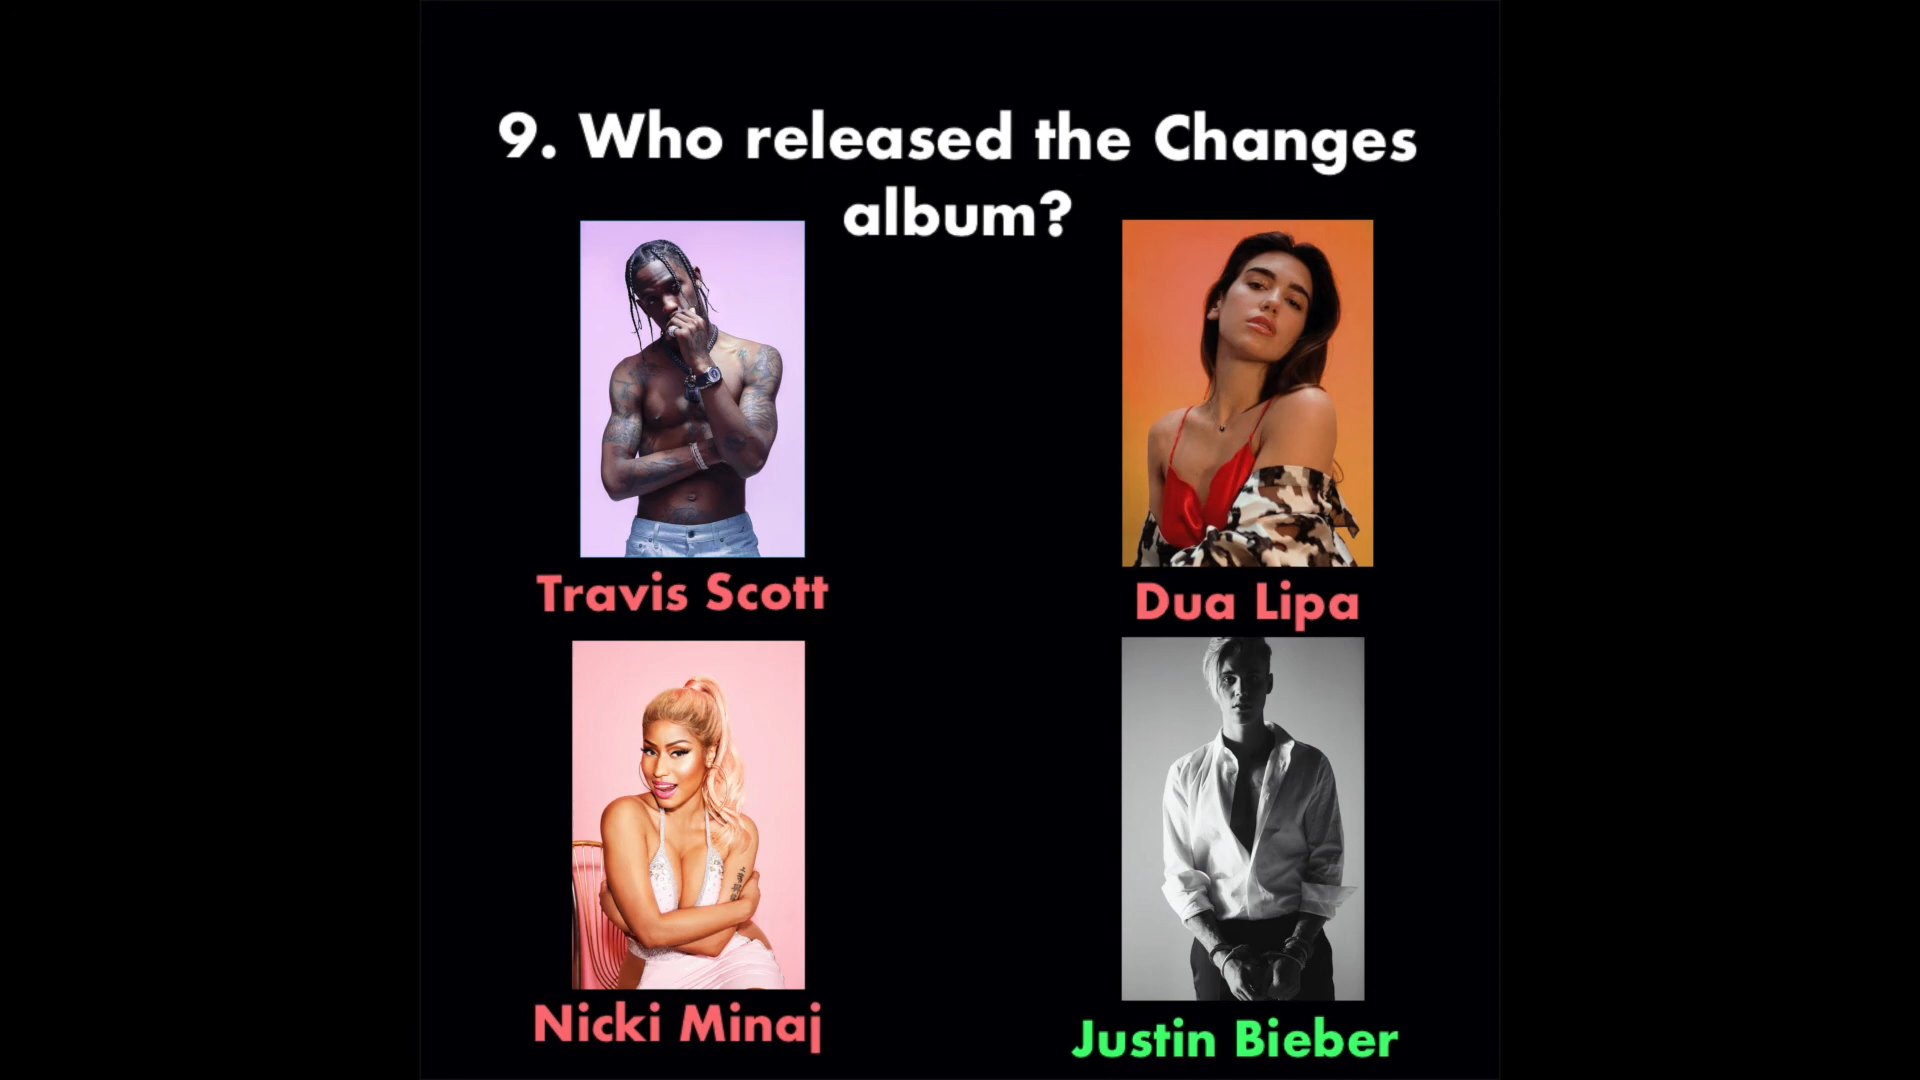 9. Who released the Changes
album?
Travis Scott
Dua Lipa
Nicki Minaj
Justin Bieber